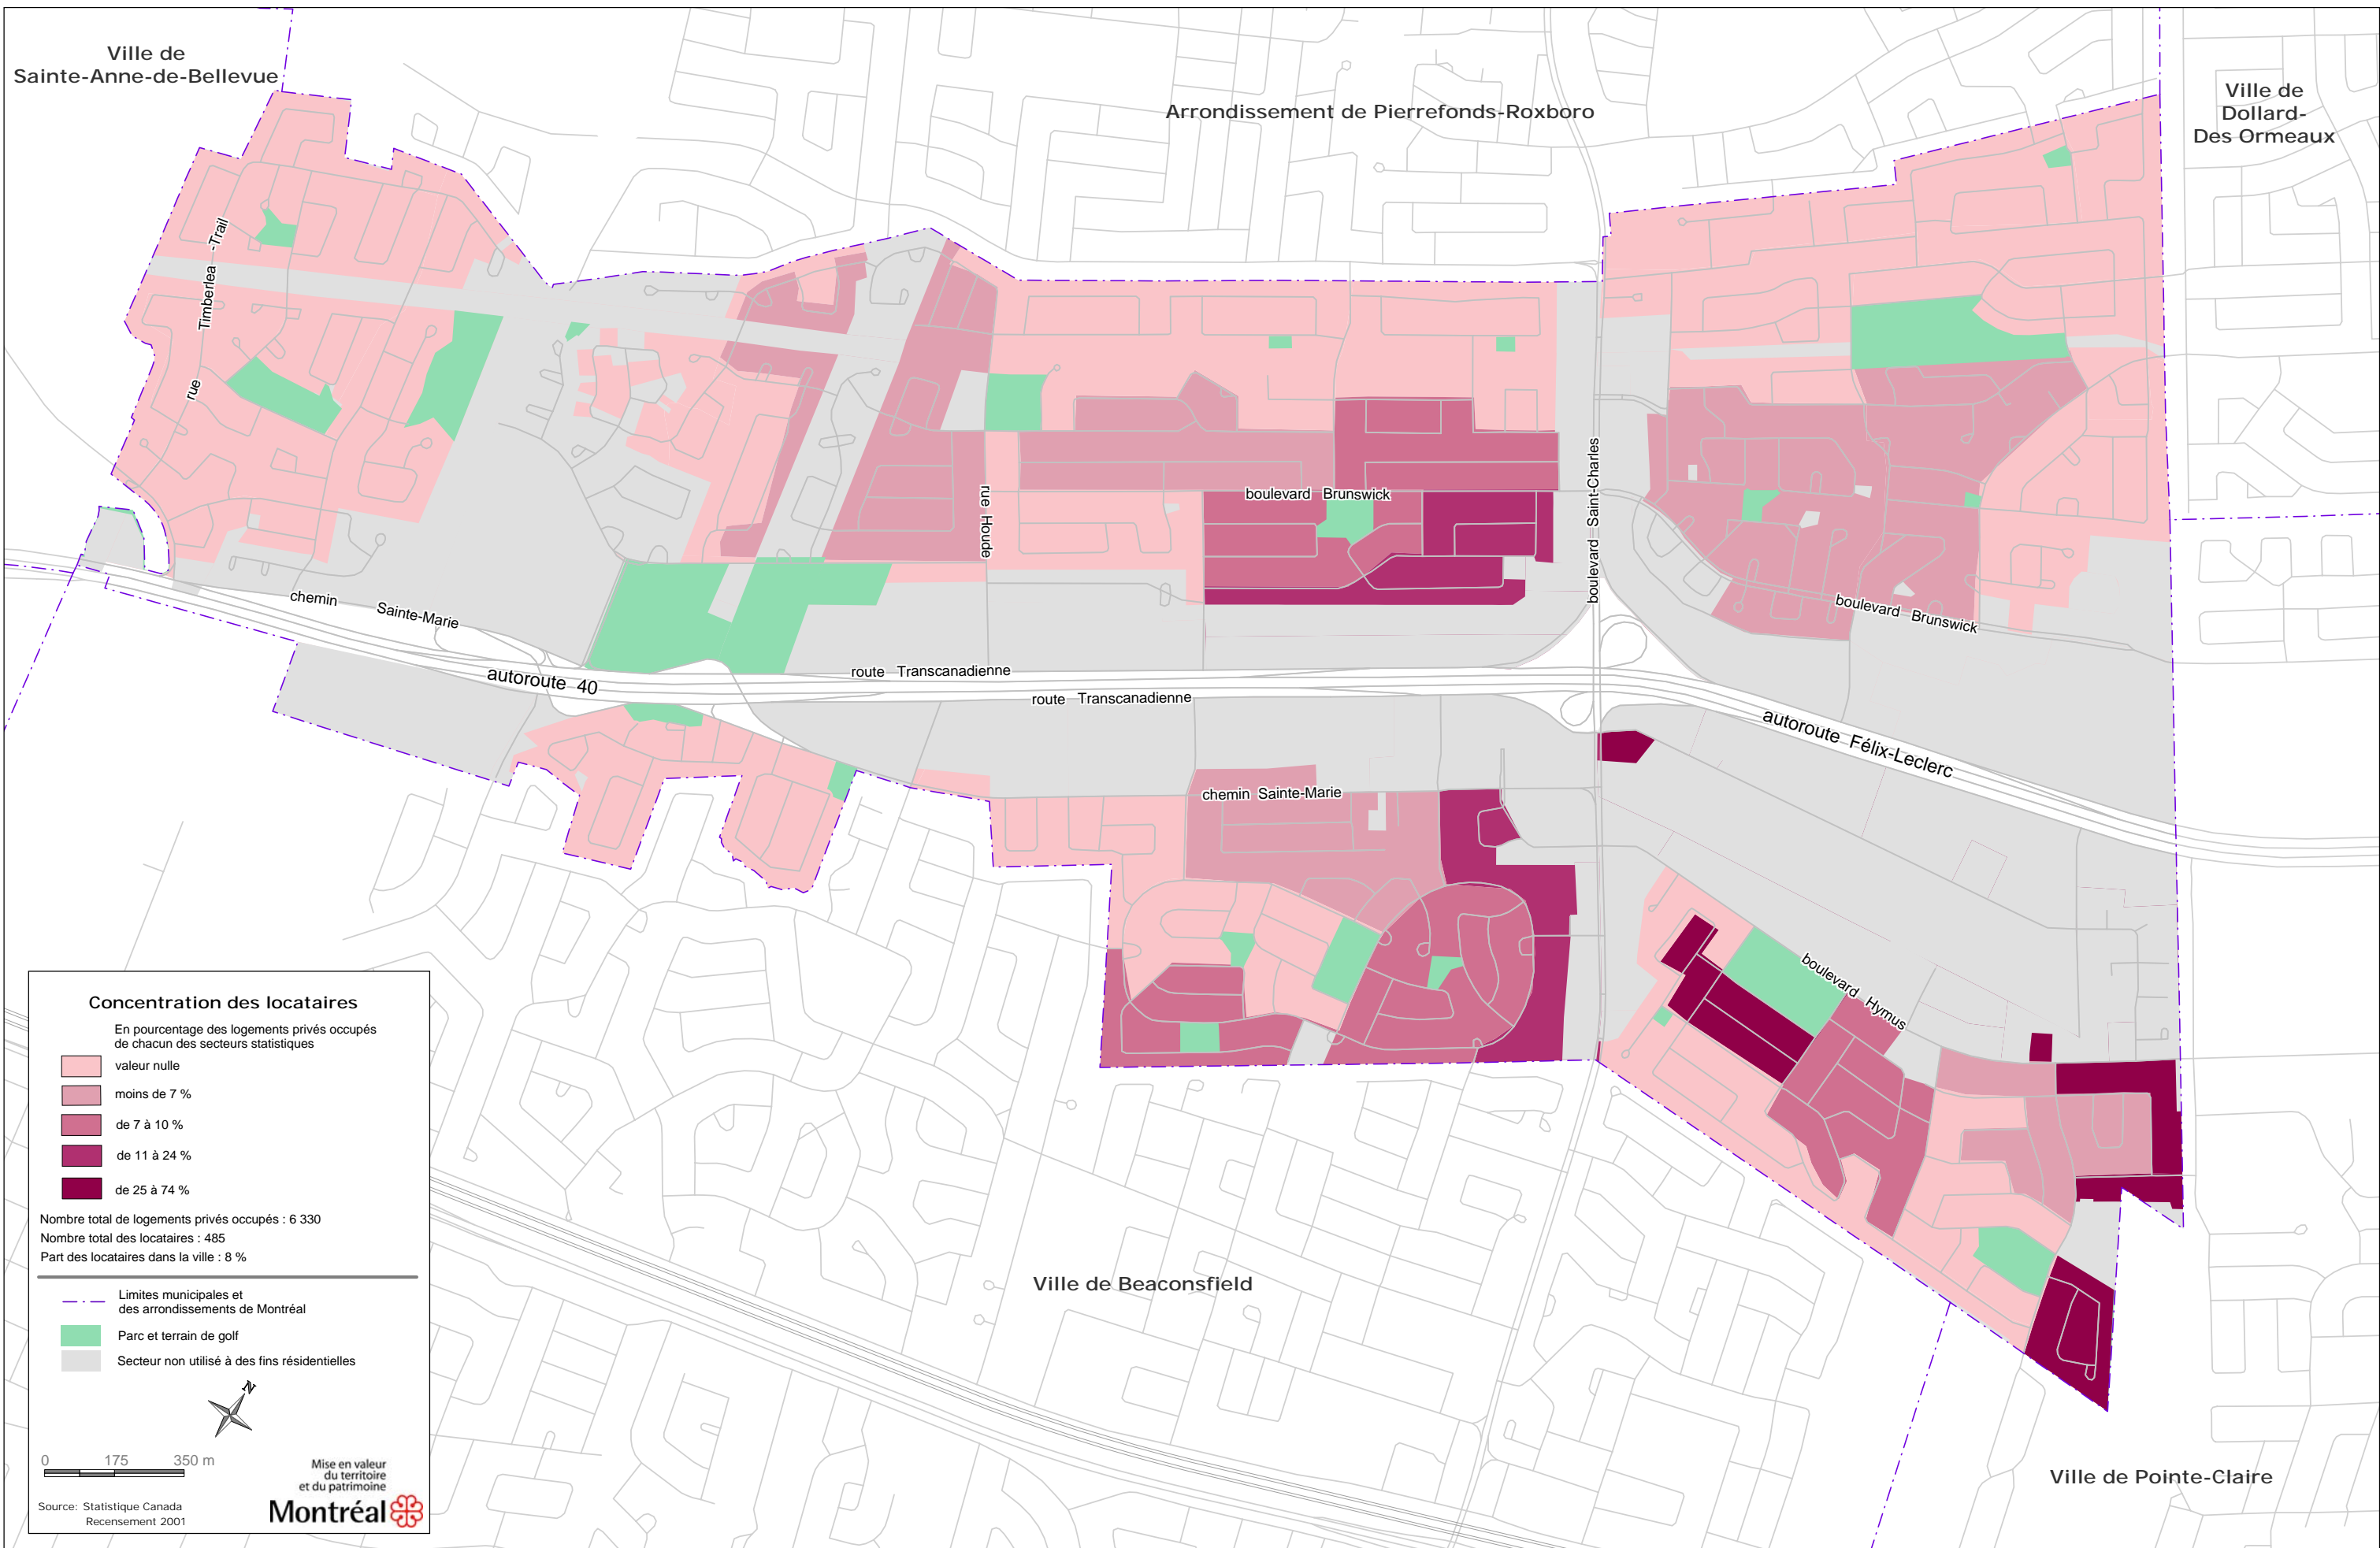 Ville de
Sainte-Anne-de-Bellevue
Arrondissement de Pierrefonds-Roxboro
Ville de
Dollard-
Des Ormeaux
rue Timberlea -Trail
rue Houde
boulevard Brunswick
boulevard Saint-Charles
boulevard Brunswick
chemin Sainte-Marie
autoroute 40
route Transcanadienne
route Transcanadienne
autoroute Félix-Leclerc
chemin Sainte-Marie
boulevard Hymus
Ville de Beaconsfield
Ville de Pointe-Claire
Concentration des locataires
En pourcentage des logements privés occupés
de chacun des secteurs statistiques
valeur nulle
moins de 7 %
de 7 à 10 %
de 11 à 24 %
de 25 à 74 %
Nombre total de logements privés occupés : 6 330
Nombre total des locataires : 485
Part des locataires dans la ville : 8 %
Limites municipales et
des arrondissements de Montréal
Parc et terrain de golf
Secteur non utilisé à des fins résidentielles
N
0 175 350 m
Mise en valeur
du territoire
et du patrimoine
Montréal
Source: Statistique Canada
Recensement 2001